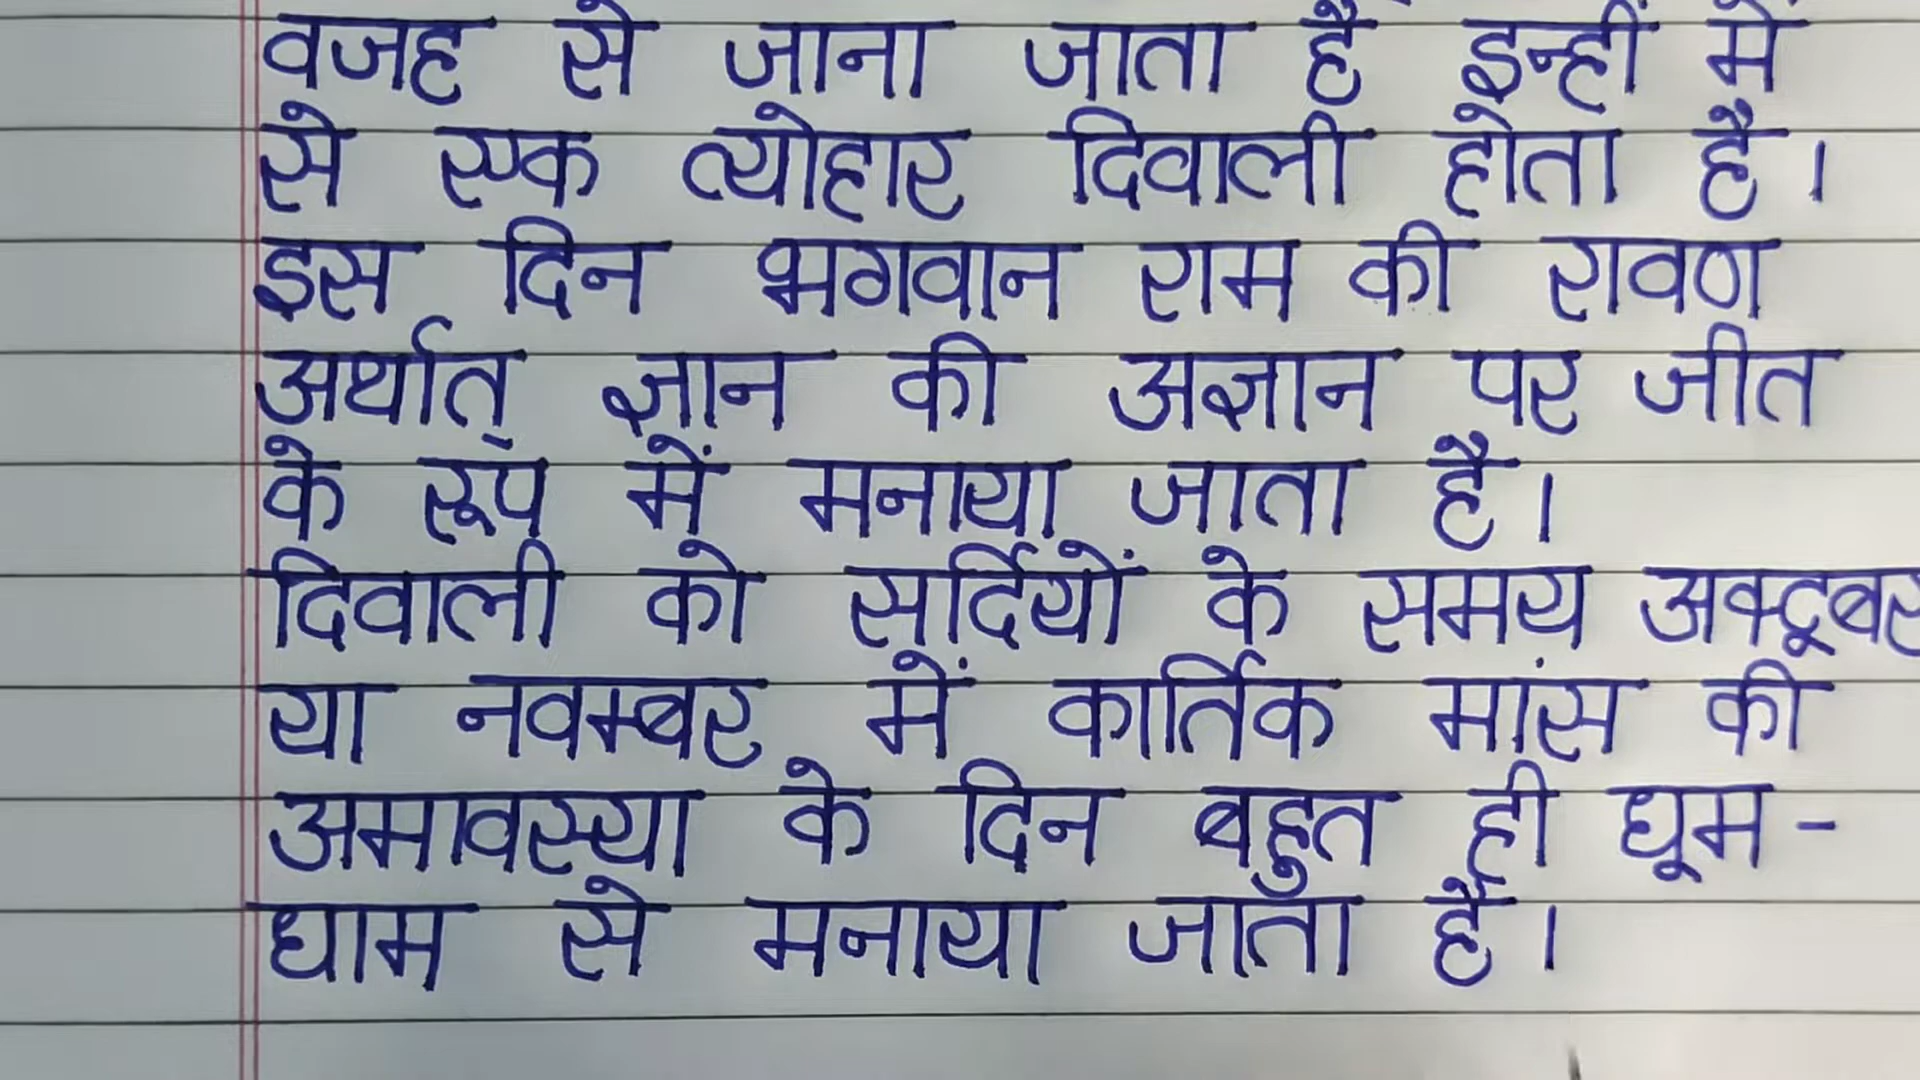 वजह से जाना जाता है इन्हीं में
से एक त्योहार दिवाली होता है।
इस दिन भगवान राम की रावण
अर्थात् ज्ञान की अज्ञान पर जीत
के रूप में मनाया जाता है।
दिवाली को सर्दियों के समय अक्टूबर
या नवम्बर में कार्तिक मांस की
अमावस्या के दिन बहुत ही धूम-
धाम से मनाया जाता है।